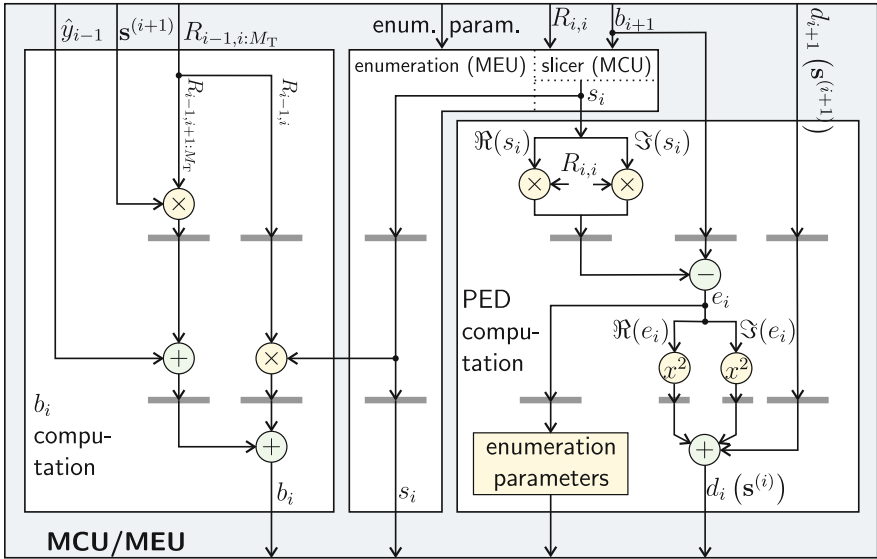 ŷ_{i−1} 𝐬^{(i+1)} R_{i−1,i:M_T} enum. param. R_{i,i} b_{i+1} d_{i+1}(𝐬^{(i+1)})
enumeration (MEU) slicer (MCU)
R_{i−1,i+1:M_T} R_{i−1,i}
s_i
ℜ(s_i) ℑ(s_i)
R_{i,i}
× × ×
−
e_i
PED
compu-
tation
ℜ(e_i) ℑ(e_i)
+ × x² x²
b_i
compu-
tation
+ +
enumeration
parameters
b_i s_i d_i(𝐬^{(i)})
MCU/MEU